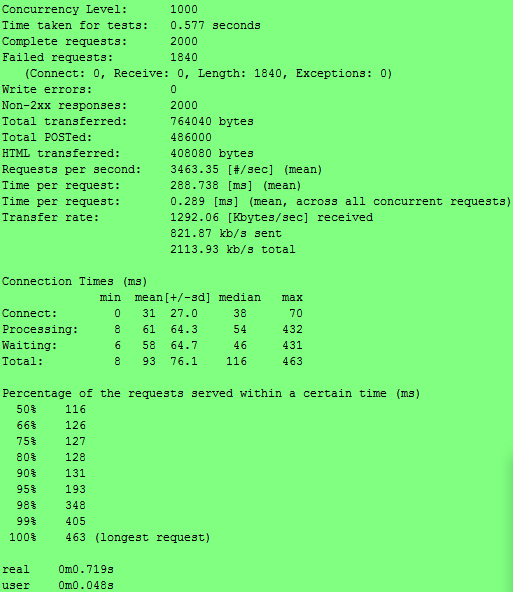 Concurrency Level:      1000
Time taken for tests:   0.577 seconds
Complete requests:      2000
Failed requests:        1840
   (Connect: 0, Receive: 0, Length: 1840, Exceptions: 0)
Write errors:           0
Non-2xx responses:      2000
Total transferred:      764040 bytes
Total POSTed:           486000
HTML transferred:       408080 bytes
Requests per second:    3463.35 [#/sec] (mean)
Time per request:       288.738 [ms] (mean)
Time per request:       0.289 [ms] (mean, across all concurrent requests)
Transfer rate:          1292.06 [Kbytes/sec] received
                        821.87 kb/s sent
                        2113.93 kb/s total

Connection Times (ms)
              min  mean[+/-sd] median   max
Connect:        0   31  27.0     38      70
Processing:     8   61  64.3     54     432
Waiting:        6   58  64.7     46     431
Total:          8   93  76.1    116     463

Percentage of the requests served within a certain time (ms)
  50%    116
  66%    126
  75%    127
  80%    128
  90%    131
  95%    193
  98%    348
  99%    405
 100%    463 (longest request)

real    0m0.719s
user    0m0.048s